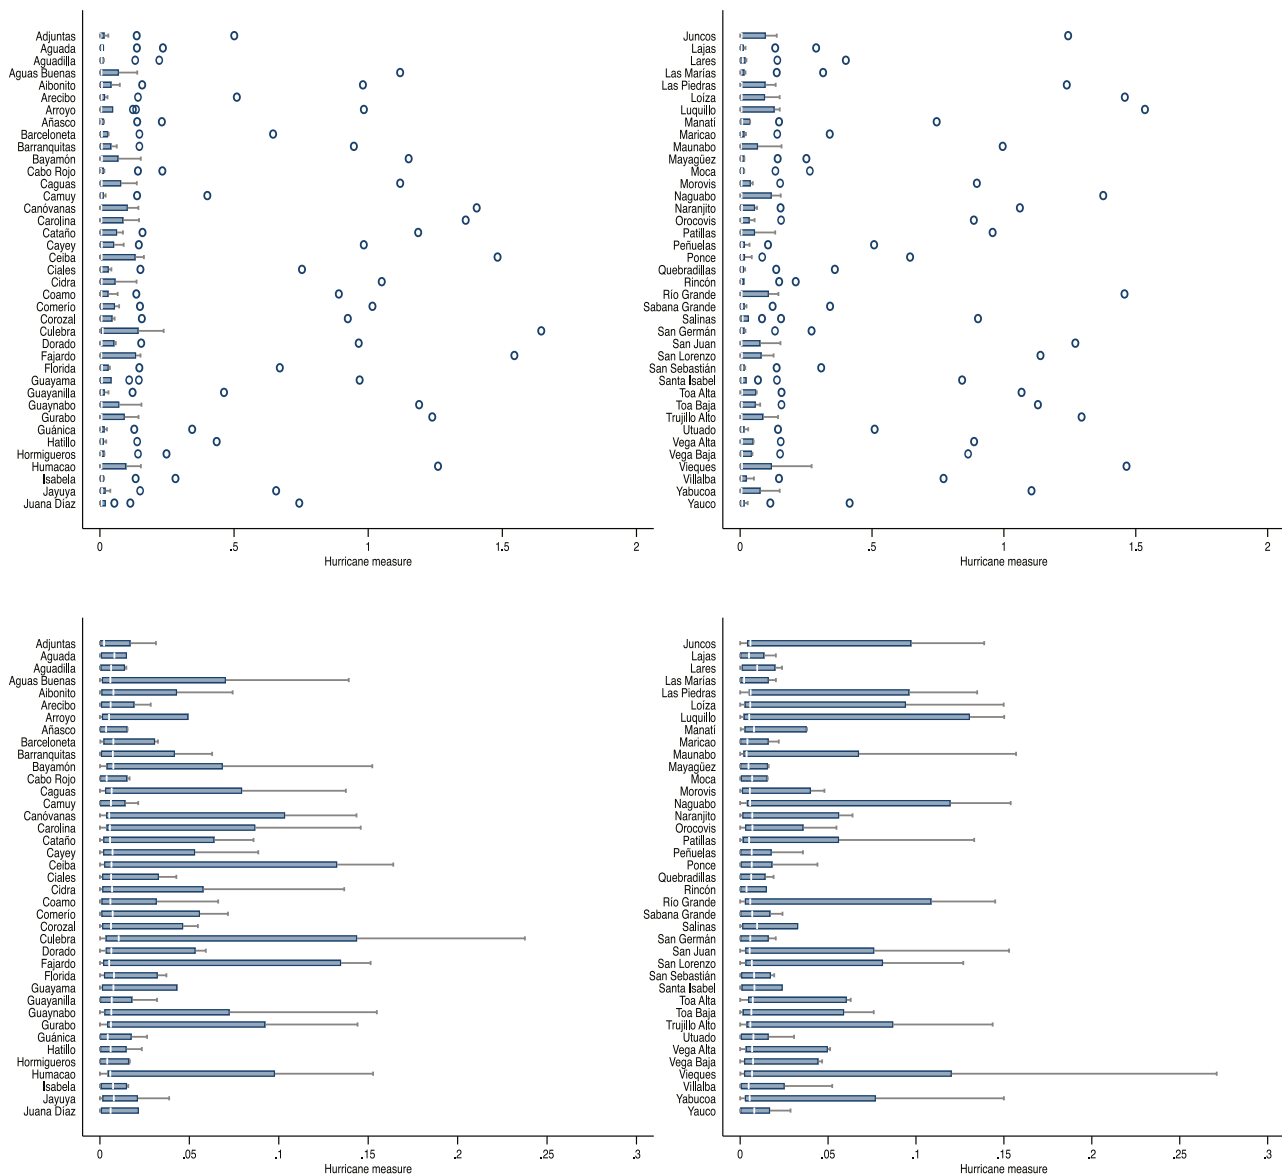 Adjuntas
Aguada
Aguadilla
Aguas Buenas
Aibonito
Arecibo
Arroyo
Añasco
Barceloneta
Barranquitas
Bayamón
Cabo Rojo
Caguas
Camuy
Canóvanas
Carolina
Cataño
Cayey
Ceiba
Ciales
Cidra
Coamo
Comerío
Corozal
Culebra
Dorado
Fajardo
Florida
Guayama
Guayanilla
Guaynabo
Gurabo
Guánica
Hatillo
Hormigueros
Humacao
Isabela
Jayuya
Juana Díaz
0 .5 1 1.5 2
Hurricane measure
Juncos
Lajas
Lares
Las Marías
Las Piedras
Loíza
Luquillo
Manatí
Maricao
Maunabo
Mayagüez
Moca
Morovis
Naguabo
Naranjito
Orocovis
Patillas
Peñuelas
Ponce
Quebradillas
Rincón
Río Grande
Sabana Grande
Salinas
San Germán
San Juan
San Lorenzo
San Sebastián
Santa Isabel
Toa Alta
Toa Baja
Trujillo Alto
Utuado
Vega Alta
Vega Baja
Vieques
Villalba
Yabucoa
Yauco
0 .5 1 1.5 2
Hurricane measure
Adjuntas
Aguada
Aguadilla
Aguas Buenas
Aibonito
Arecibo
Arroyo
Añasco
Barceloneta
Barranquitas
Bayamón
Cabo Rojo
Caguas
Camuy
Canóvanas
Carolina
Cataño
Cayey
Ceiba
Ciales
Cidra
Coamo
Comerío
Corozal
Culebra
Dorado
Fajardo
Florida
Guayama
Guayanilla
Guaynabo
Gurabo
Guánica
Hatillo
Hormigueros
Humacao
Isabela
Jayuya
Juana Díaz
0 .05 .1 .15 .2 .25 .3
Hurricane measure
Juncos
Lajas
Lares
Las Marías
Las Piedras
Loíza
Luquillo
Manatí
Maricao
Maunabo
Mayagüez
Moca
Morovis
Naguabo
Naranjito
Orocovis
Patillas
Peñuelas
Ponce
Quebradillas
Rincón
Río Grande
Sabana Grande
Salinas
San Germán
San Juan
San Lorenzo
San Sebastián
Santa Isabel
Toa Alta
Toa Baja
Trujillo Alto
Utuado
Vega Alta
Vega Baja
Vieques
Villalba
Yabucoa
Yauco
0 .05 .1 .15 .2 .25 .3
Hurricane measure